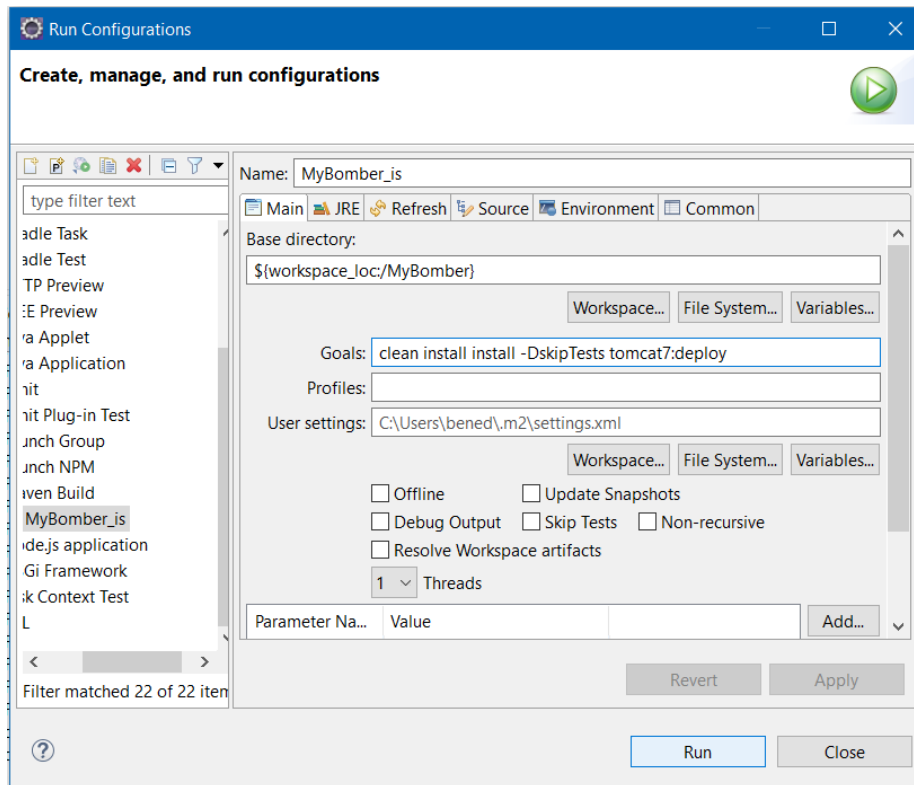 Run Configurations
Create, manage, and run configurations
type filter text
adle Task
adle Test
TP Preview
EE Preview
va Applet
va Application
nit
nit Plug-in Test
unch Group
unch NPM
aven Build
MyBomber_is
de.js application
Gi Framework
sk Context Test
L
Filter matched 22 of 22 item
Name: MyBomber_is
Main JRE Refresh Source Environment Common
Base directory:
${workspace_loc:/MyBomber}
Workspace... File System... Variables...
Goals: clean install install -DskipTests tomcat7:deploy
Profiles:
User settings: C:\Users\bened\.m2\settings.xml
Workspace... File System... Variables...
Offline Update Snapshots
Debug Output Skip Tests Non-recursive
Resolve Workspace artifacts
1 Threads
Parameter Na... Value Add...
Revert Apply
? Run Close